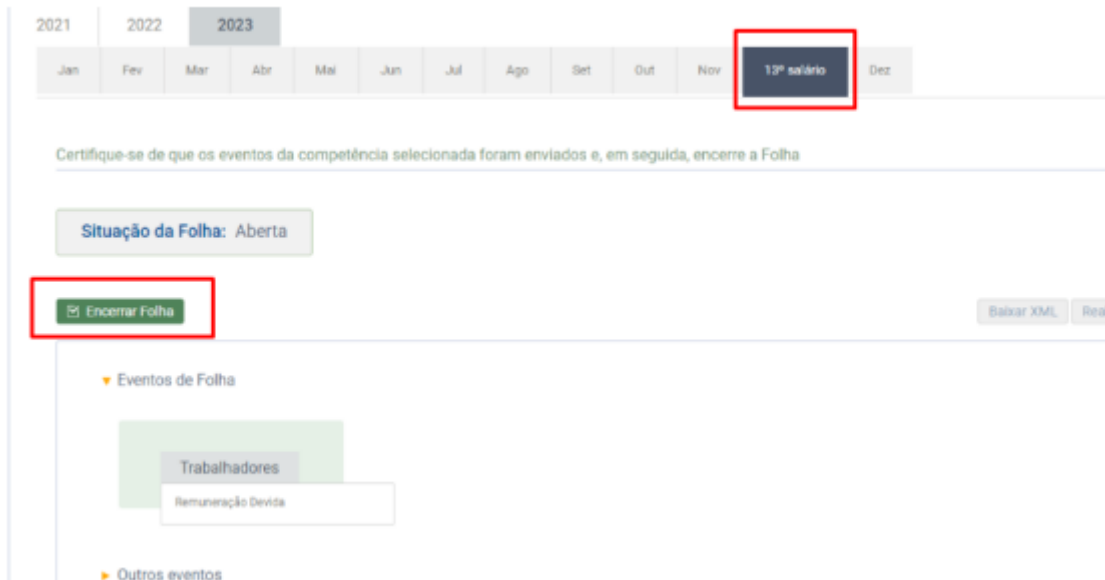 2021 2022 2023
Jan Fev Mar Abr Mai Jun Jul Ago Set Out Nov 13º salário Dez
Certifique-se de que os eventos da competência selecionada foram enviados e, em seguida, encerre a Folha
Situação da Folha: Aberta
Encerrar Folha Baixar XML Rea
Eventos de Folha
Trabalhadores
Remuneração Devida
Outros eventos